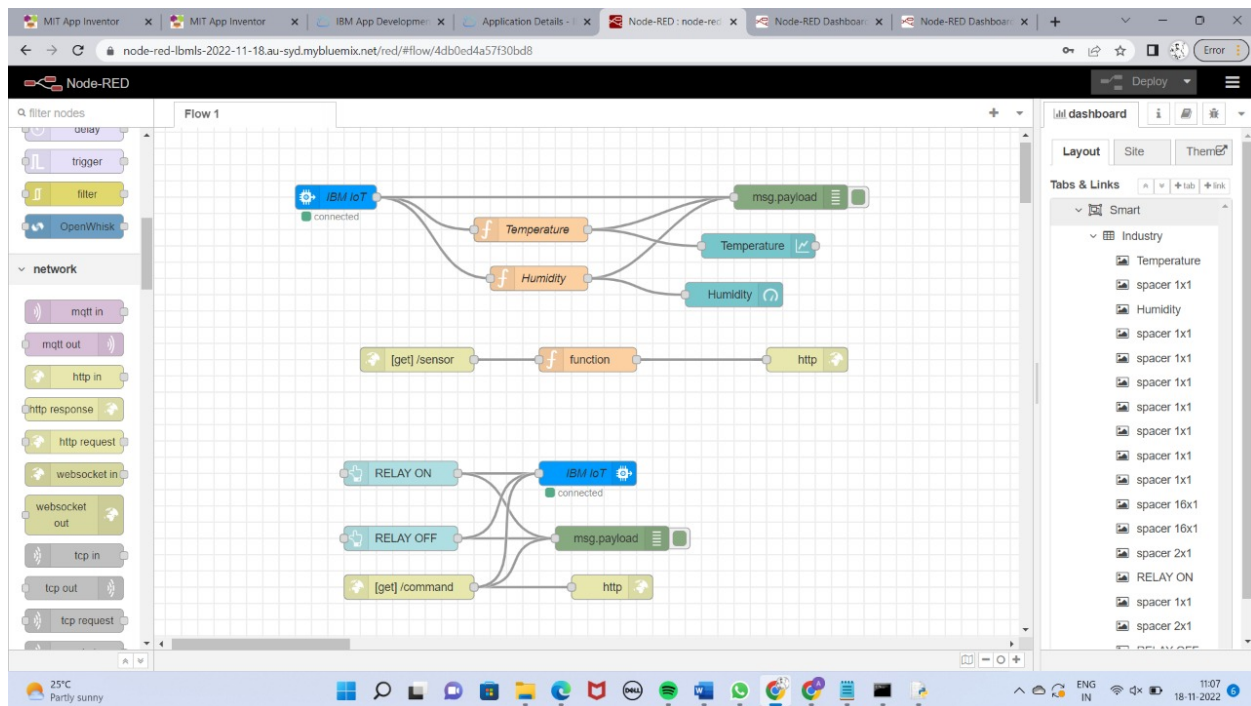 MIT App Inventor
MIT App Inventor
IBM App Developmen
Application Details - I
Node-RED : node-red
Node-RED Dashboard
Node-RED Dashboard
node-red-lbmls-2022-11-18.au-syd.mybluemix.net/red/#flow/4db0ed4a57f30bd8
Error
Node-RED
Deploy
filter nodes
Flow 1
dashboard
i
delay
trigger
filter
OpenWhisk
network
mqtt in
mqtt out
http in
http response
http request
websocket in
websocket
out
tcp in
tcp out
tcp request
IBM IoT
connected
Temperature
Humidity
msg.payload
Temperature
Humidity
[get] /sensor
function
http
RELAY ON
IBM IoT
connected
RELAY OFF
msg.payload
[get] /command
http
Layout
Site
Theme
Tabs & Links
+tab
+link
Smart
Industry
Temperature
spacer 1x1
Humidity
spacer 1x1
spacer 1x1
spacer 1x1
spacer 1x1
spacer 1x1
spacer 1x1
spacer 1x1
spacer 16x1
spacer 16x1
spacer 2x1
RELAY ON
spacer 1x1
spacer 2x1
RELAY OFF
25°C
Partly sunny
DELL
W
ENG
IN
11:07
18-11-2022
6